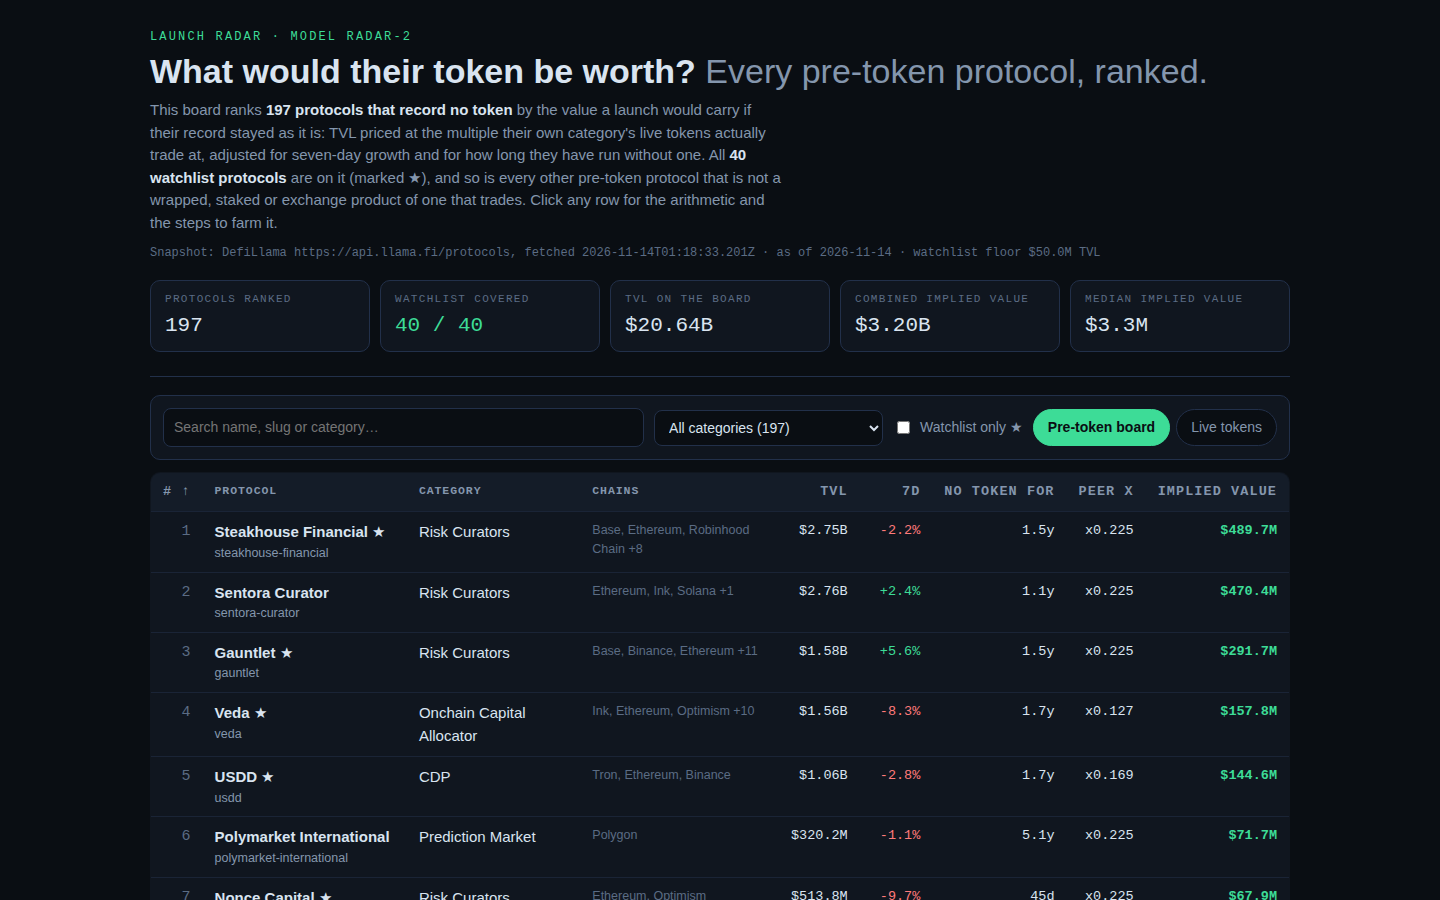 LAUNCH RADAR · MODEL RADAR-2
What would their token be worth? Every pre-token protocol, ranked.
This board ranks 197 protocols that record no token by the value a launch would carry if
their record stayed as it is: TVL priced at the multiple their own category's live tokens actually
trade at, adjusted for seven-day growth and for how long they have run without one. All 40
watchlist protocols are on it (marked ★), and so is every other pre-token protocol that is not a
wrapped, staked or exchange product of one that trades. Click any row for the arithmetic and
the steps to farm it.
Snapshot: DefiLlama https://api.llama.fi/protocols, fetched 2026-11-14T01:18:33.201Z · as of 2026-11-14 · watchlist floor $50.0M TVL
PROTOCOLS RANKED
197
WATCHLIST COVERED
40 / 40
TVL ON THE BOARD
$20.64B
COMBINED IMPLIED VALUE
$3.20B
MEDIAN IMPLIED VALUE
$3.3M
Search name, slug or category…
All categories (197)
Watchlist only ★
Pre-token board
Live tokens
# ↑ PROTOCOL CATEGORY CHAINS TVL 7D NO TOKEN FOR PEER X IMPLIED VALUE
1 Steakhouse Financial ★ Risk Curators Base, Ethereum, Robinhood $2.75B -2.2% 1.5y x0.225 $489.7M
steakhouse-financial Chain +8
2 Sentora Curator Risk Curators Ethereum, Ink, Solana +1 $2.76B +2.4% 1.1y x0.225 $470.4M
sentora-curator
3 Gauntlet ★ Risk Curators Base, Binance, Ethereum +11 $1.58B +5.6% 1.5y x0.225 $291.7M
gauntlet
4 Veda ★ Onchain Capital Ink, Ethereum, Optimism +10 $1.56B -8.3% 1.7y x0.127 $157.8M
veda Allocator
5 USDD ★ CDP Tron, Ethereum, Binance $1.06B -2.8% 1.7y x0.169 $144.6M
usdd
6 Polymarket International Prediction Market Polygon $320.2M -1.1% 5.1y x0.225 $71.7M
polymarket-international
7 Nonce Capital ★ Risk Curators Ethereum, Optimism $513.8M -9.7% 45d x0.225 $67.9M